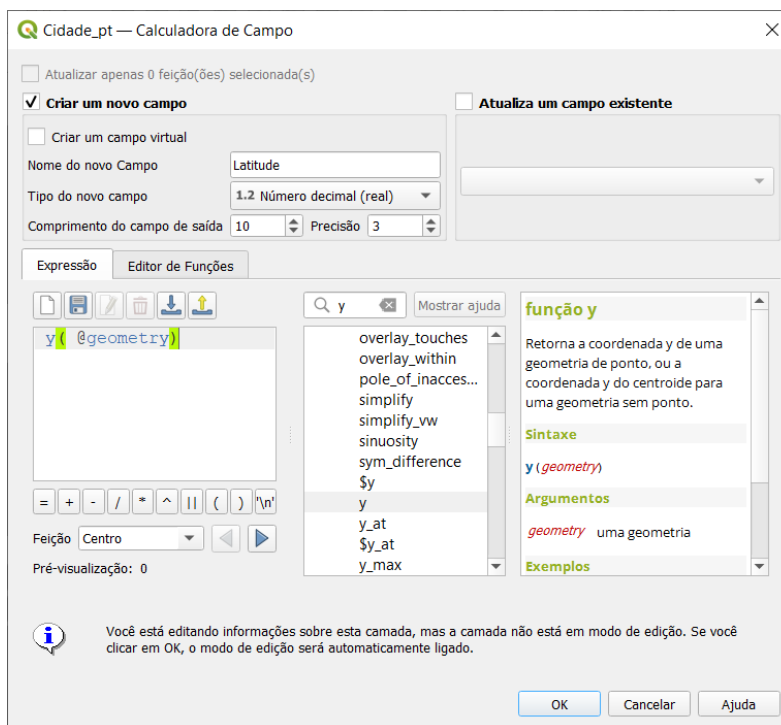 Cidade_pt — Calculadora de Campo
Atualizar apenas 0 feição(ões) selecionada(s)
Criar um novo campo
Atualiza um campo existente
Criar um campo virtual
Nome do novo Campo Latitude
Tipo do novo campo 1.2 Número decimal (real)
Comprimento do campo de saída 10 Precisão 3
Expressão Editor de Funções
y Mostrar ajuda
y( @geometry)
= + - / * ^ || ( ) '\n'
Feição Centro
Pré-visualização: 0
overlay_touches
overlay_within
pole_of_inacces...
simplify
simplify_vw
sinuosity
sym_difference
$y
y
y_at
$y_at
y_max
função y
Retorna a coordenada y de uma
geometria de ponto, ou a
coordenada y do centroide para
uma geometria sem ponto.
Sintaxe
y(geometry)
Argumentos
geometry uma geometria
Exemplos
Você está editando informações sobre esta camada, mas a camada não está em modo de edição. Se você
clicar em OK, o modo de edição será automaticamente ligado.
OK Cancelar Ajuda